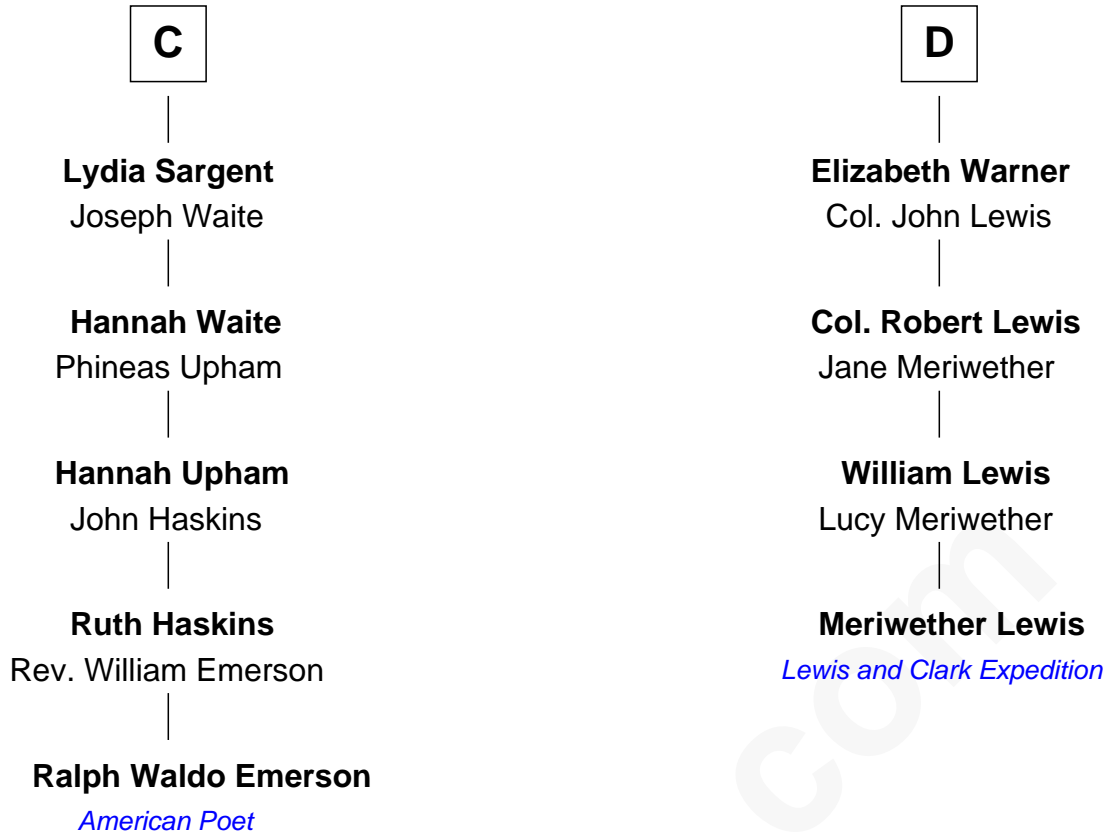 C
Lydia Sargent
Joseph Waite
Hannah Waite
Phineas Upham
Hannah Upham
John Haskins
Ruth Haskins
Rev. William Emerson
Ralph Waldo Emerson
American Poet
D
Elizabeth Warner
Col. John Lewis
Col. Robert Lewis
Jane Meriwether
William Lewis
Lucy Meriwether
Meriwether Lewis
Lewis and Clark Expedition
com